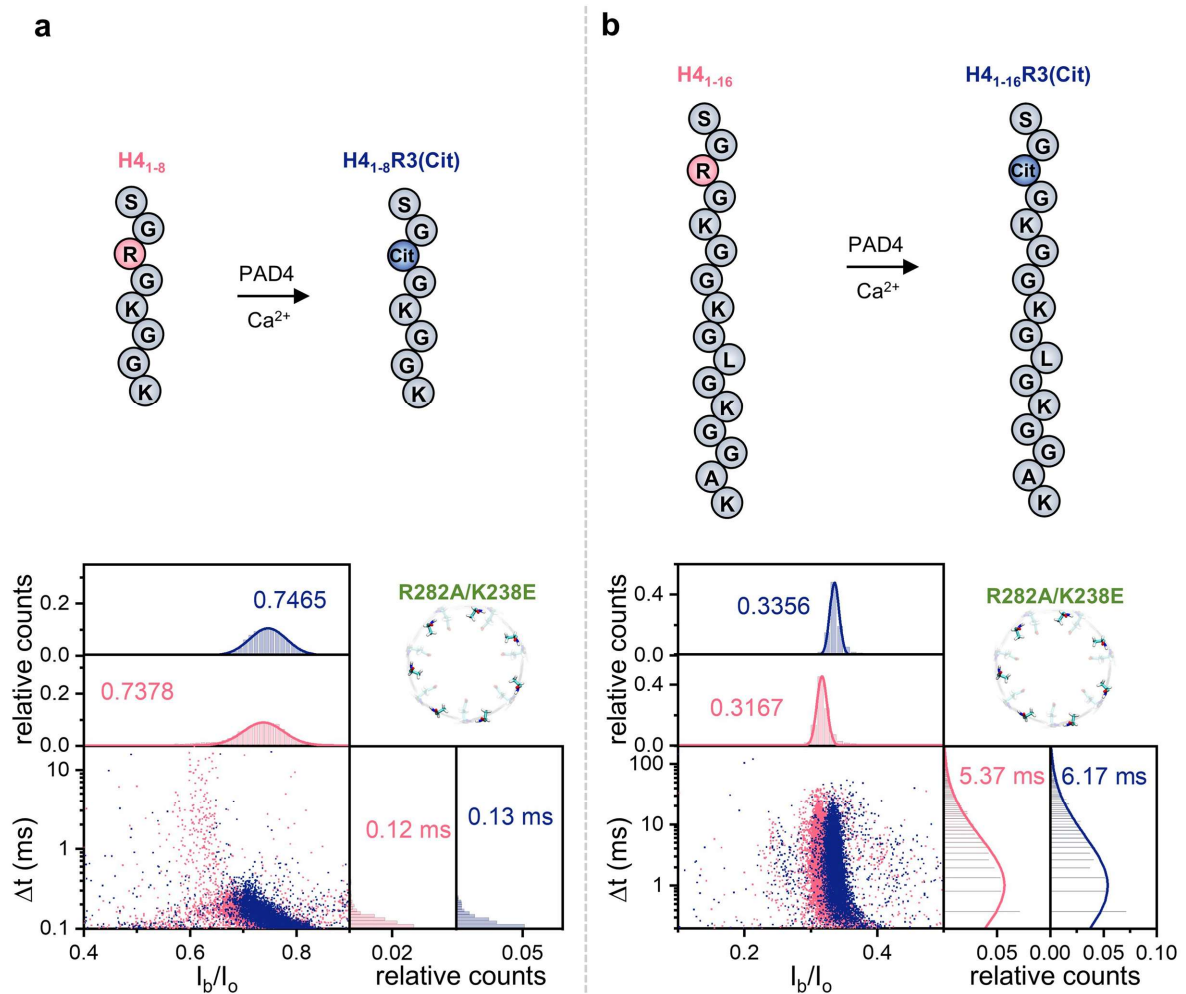 a
H4₁₋₈
H4₁₋₈R3(Cit)
S
G
R
G
K
G
G
K
PAD4
Ca²⁺
S
G
Cit
G
K
G
G
K
relative counts
0.2
0.0
0.2
0.0
0.7465
0.7378
R282A/K238E
Δt (ms)
10
1
0.1
0.12 ms
0.13 ms
0.4 0.6 0.8
0.02 0.05
I_b/I_o
relative counts
b
H4₁₋₁₆
H4₁₋₁₆R3(Cit)
S
G
R
G
K
G
G
K
G
L
G
K
G
G
A
K
PAD4
Ca²⁺
S
G
Cit
G
K
G
G
K
G
L
G
K
G
G
A
K
relative counts
0.4
0.0
0.4
0.0
0.3356
0.3167
R282A/K238E
Δt (ms)
100
10
1
5.37 ms
6.17 ms
0.2 0.4
0.05 0.00 0.05 0.10
I_b/I_o
relative counts